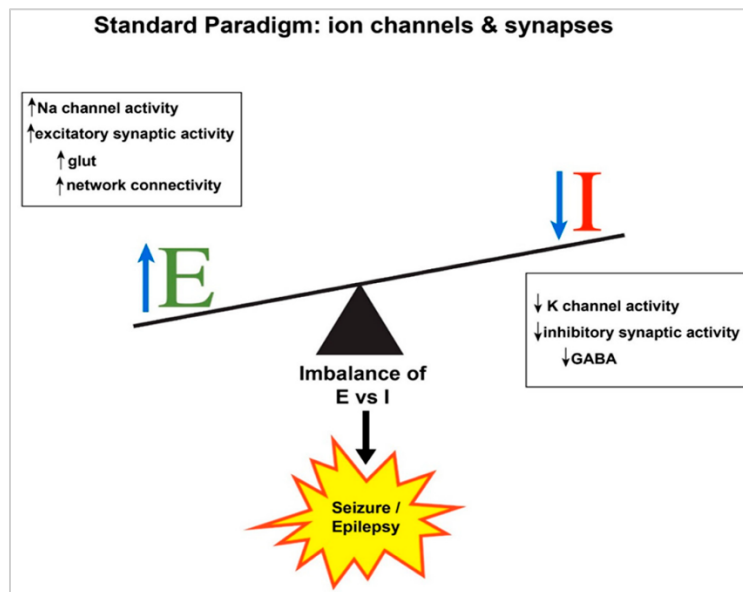 Standard Paradigm: ion channels & synapses
↑Na channel activity
↑excitatory synaptic activity
↑glut
↑network connectivity
↓I
↑E
↓ K channel activity
↓inhibitory synaptic activity
↓GABA
Imbalance of
E vs I
Seizure /
Epilepsy